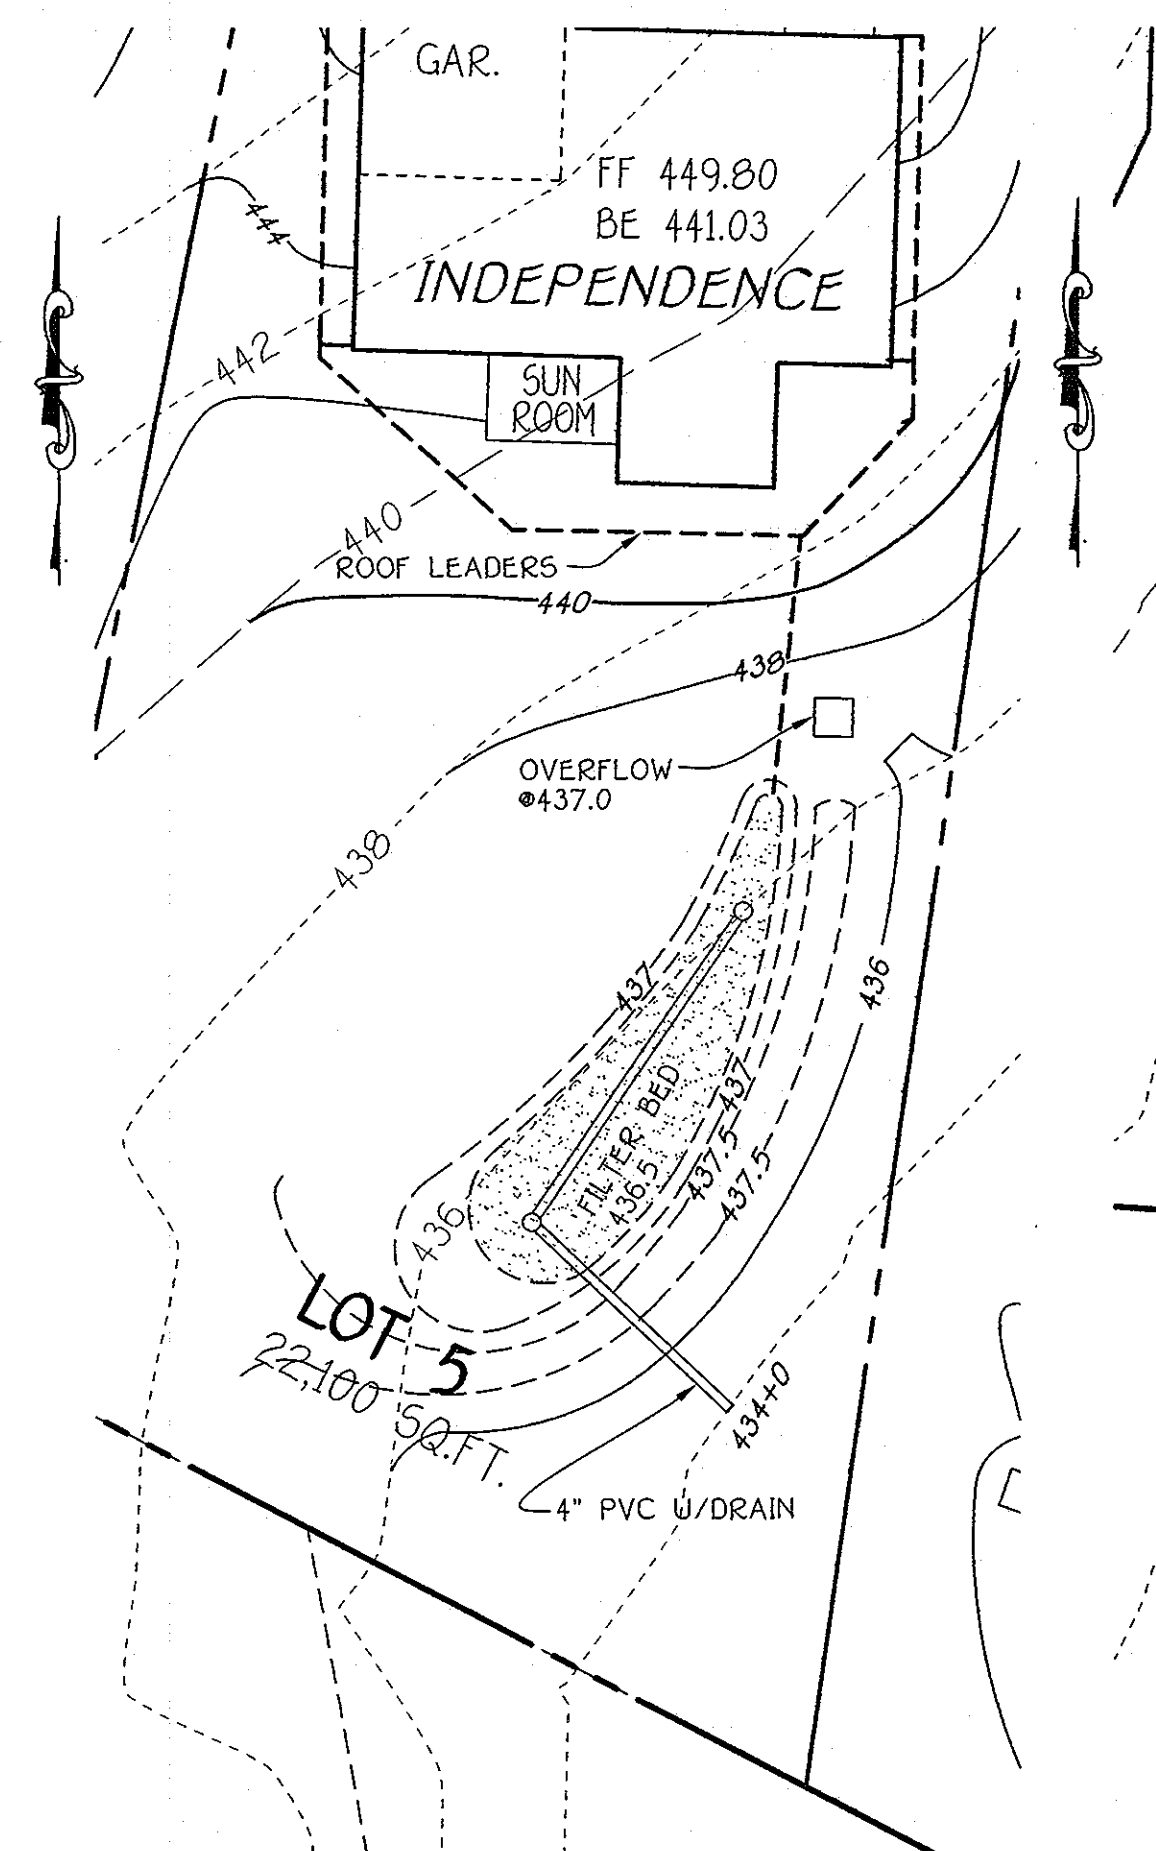 GAR.
FF 449.80
BE 441.03
INDEPENDENCE
444
442
SUN
ROOM
440
ROOF LEADERS
440
438
OVERFLOW
@437.0
438
437
436
FILTER BED
436.5
437
437.5
437.5
436
LOT 5
22,100 SQ.FT.
434+0
4" PVC U/DRAIN